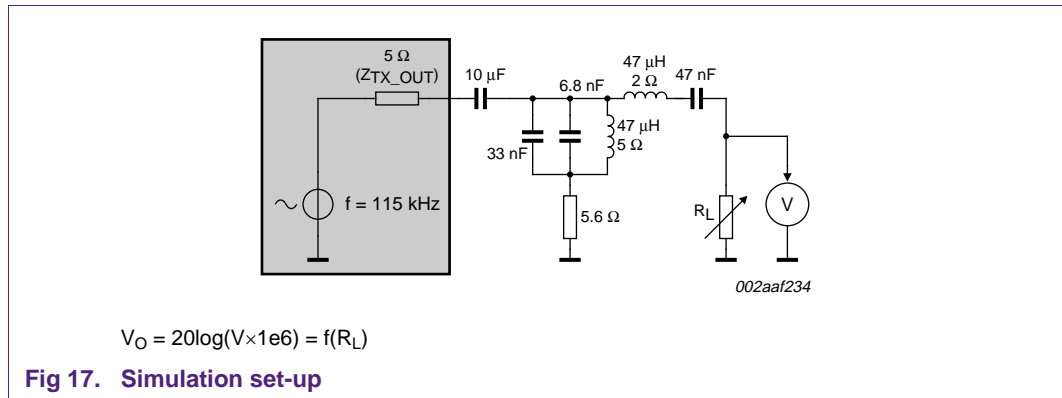 5 Ω
(ZTX_OUT)
10 μF
6.8 nF
47 μH
2 Ω
47 nF
47 μH
5 Ω
33 nF
f = 115 kHz
5.6 Ω
RL
V
002aaf234
VO = 20log(V×1e6) = f(RL)
Fig 17. Simulation set-up